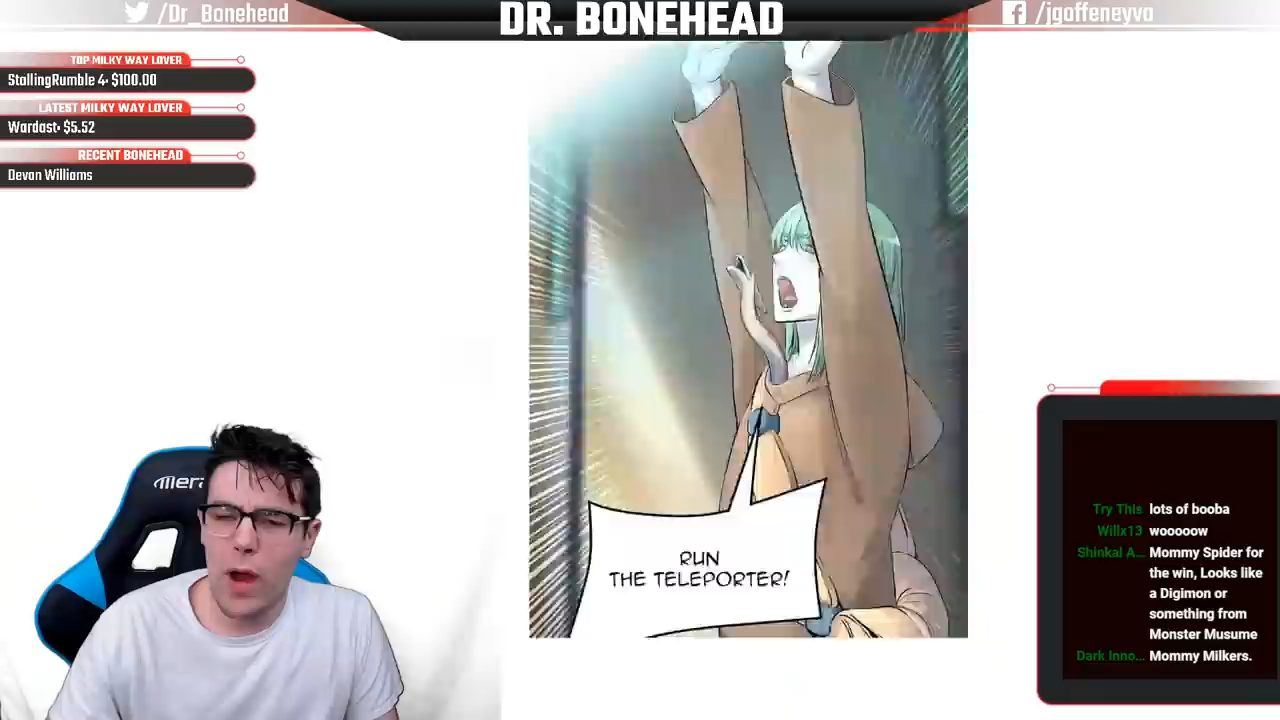 /Dr_Bonehead
DR. BONEHEAD
/jgoffeneyva
TOP MILKY WAY LOVER
StallingRumble 4• $100.00
LATEST MILKY WAY LOVER
Wardast• $5.52
RECENT BONEHEAD
Devan Williams
RUN
THE TELEPORTER!
Try This lots of booba
Willx13 wooooow
Shinkal A... Mommy Spider for
the win, Looks like
a Digimon or
something from
Monster Musume
Dark Inno... Mommy Milkers.